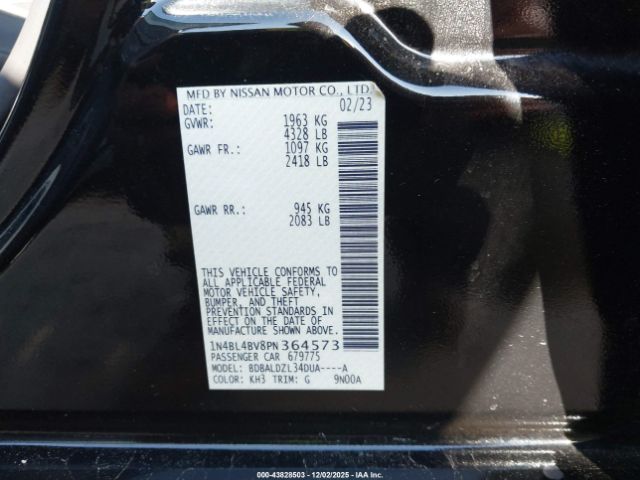 MFD BY NISSAN MOTOR CO., LTD
DATE: 02/23
GVWR: 1963 KG
4328 LB
GAWR FR.: 1097 KG
2418 LB
GAWR RR.: 945 KG
2083 LB
THIS VEHICLE CONFORMS TO
ALL APPLICABLE FEDERAL
MOTOR VEHICLE SAFETY,
BUMPER, AND THEFT
PREVENTION STANDARDS IN
EFFECT ON THE DATE OF MFR
SHOWN ABOVE.
1N4BL4BV8PN364573
PASSENGER CAR 679775
MODEL: BDBALDZL34DUA----A
COLOR: KH3 TRIM: G 9N00A
000-43828503 - 12/02/2025 - IAA Inc.